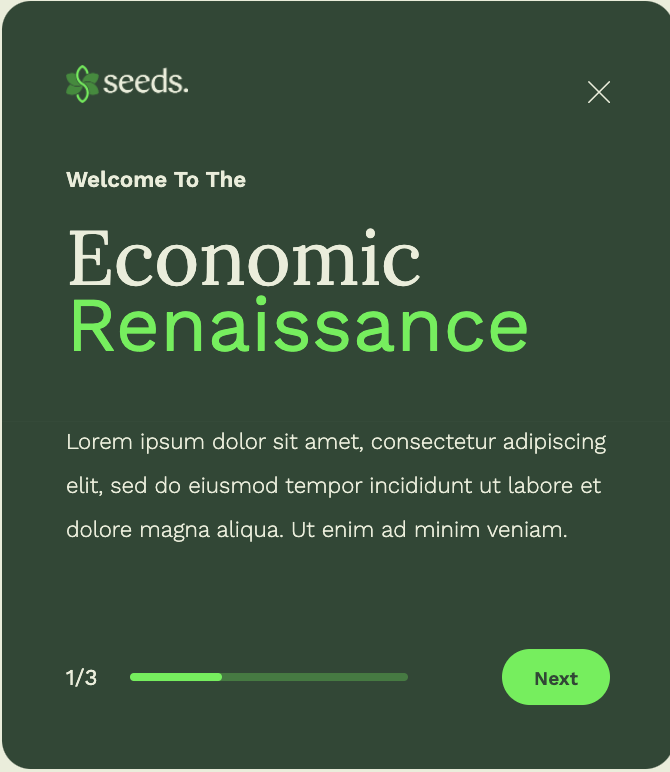 seeds.
Welcome To The
Economic
Renaissance
Lorem ipsum dolor sit amet, consectetur adipiscing
elit, sed do eiusmod tempor incididunt ut labore et
dolore magna aliqua. Ut enim ad minim veniam.
1/3
Next